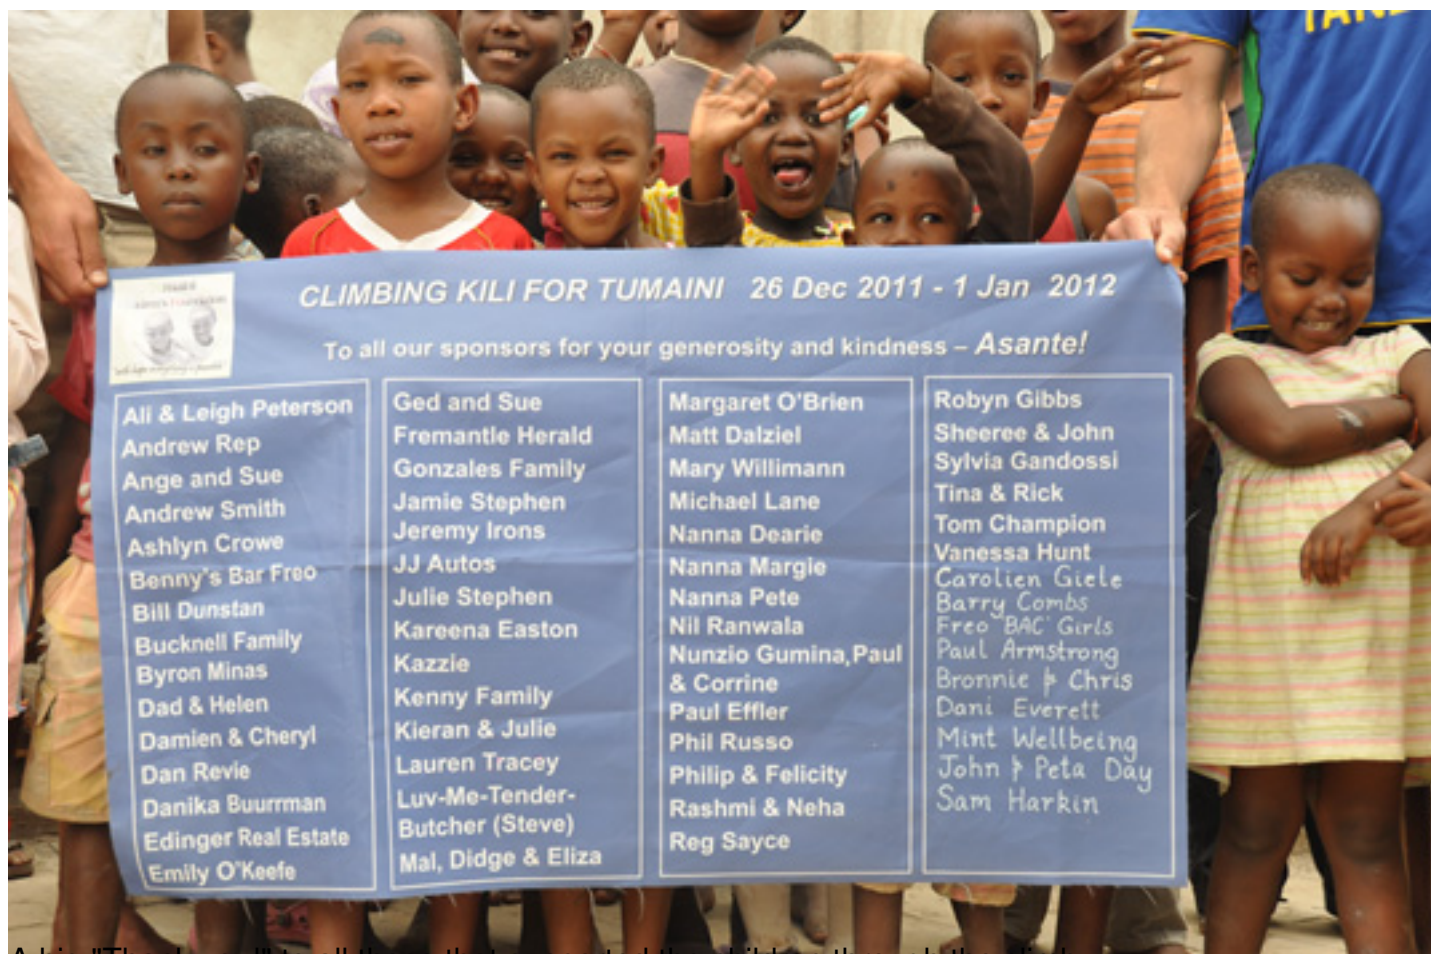 CLIMBING KILI FOR TUMAINI 26 Dec 2011 - 1 Jan 2012
To all our sponsors for your generosity and kindness – Asante!
Ali & Leigh Peterson
Andrew Rep
Ange and Sue
Andrew Smith
Ashlyn Crowe
Benny's Bar Freo
Bill Dunstan
Bucknell Family
Byron Minas
Dad & Helen
Damien & Cheryl
Dan Revie
Danika Buurrman
Edinger Real Estate
Emily O'Keefe
Ged and Sue
Fremantle Herald
Gonzales Family
Jamie Stephen
Jeremy Irons
JJ Autos
Julie Stephen
Kareena Easton
Kazzie
Kenny Family
Kieran & Julie
Lauren Tracey
Luv-Me-Tender-
Butcher (Steve)
Mal, Didge & Eliza
Margaret O'Brien
Matt Dalziel
Mary Willimann
Michael Lane
Nanna Dearie
Nanna Margie
Nanna Pete
Nil Ranwala
Nunzio Gumina,Paul
& Corrine
Paul Effler
Phil Russo
Philip & Felicity
Rashmi & Neha
Reg Sayce
Robyn Gibbs
Sheeree & John
Sylvia Gandossi
Tina & Rick
Tom Champion
Vanessa Hunt
Carolien Giele
Barry Combs
Freo "BAC" Girls
Paul Armstrong
Bronnie & Chris
Dani Everett
Mint Wellbeing
John & Peta Day
Sam Harkin